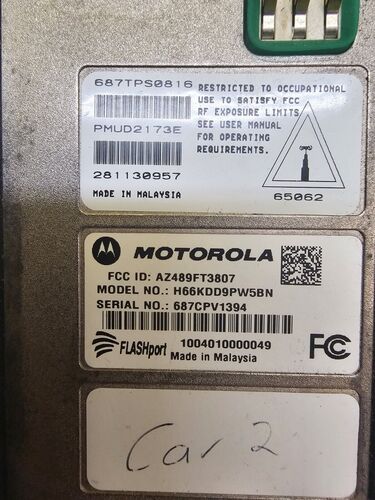 687TPS0816
PMUD2173E
281130957
MADE IN MALAYSIA
RESTRICTED TO OCCUPATIONAL
USE TO SATISFY FCC
RF EXPOSURE LIMITS
SEE USER MANUAL
FOR OPERATING
REQUIREMENTS.
65062
MOTOROLA
FCC ID: AZ489FT3807
MODEL NO.: H66KDD9PW5BN
SERIAL NO.: 687CPV1394
FLASHport
1004010000049
Made in Malaysia
FC
Car 2